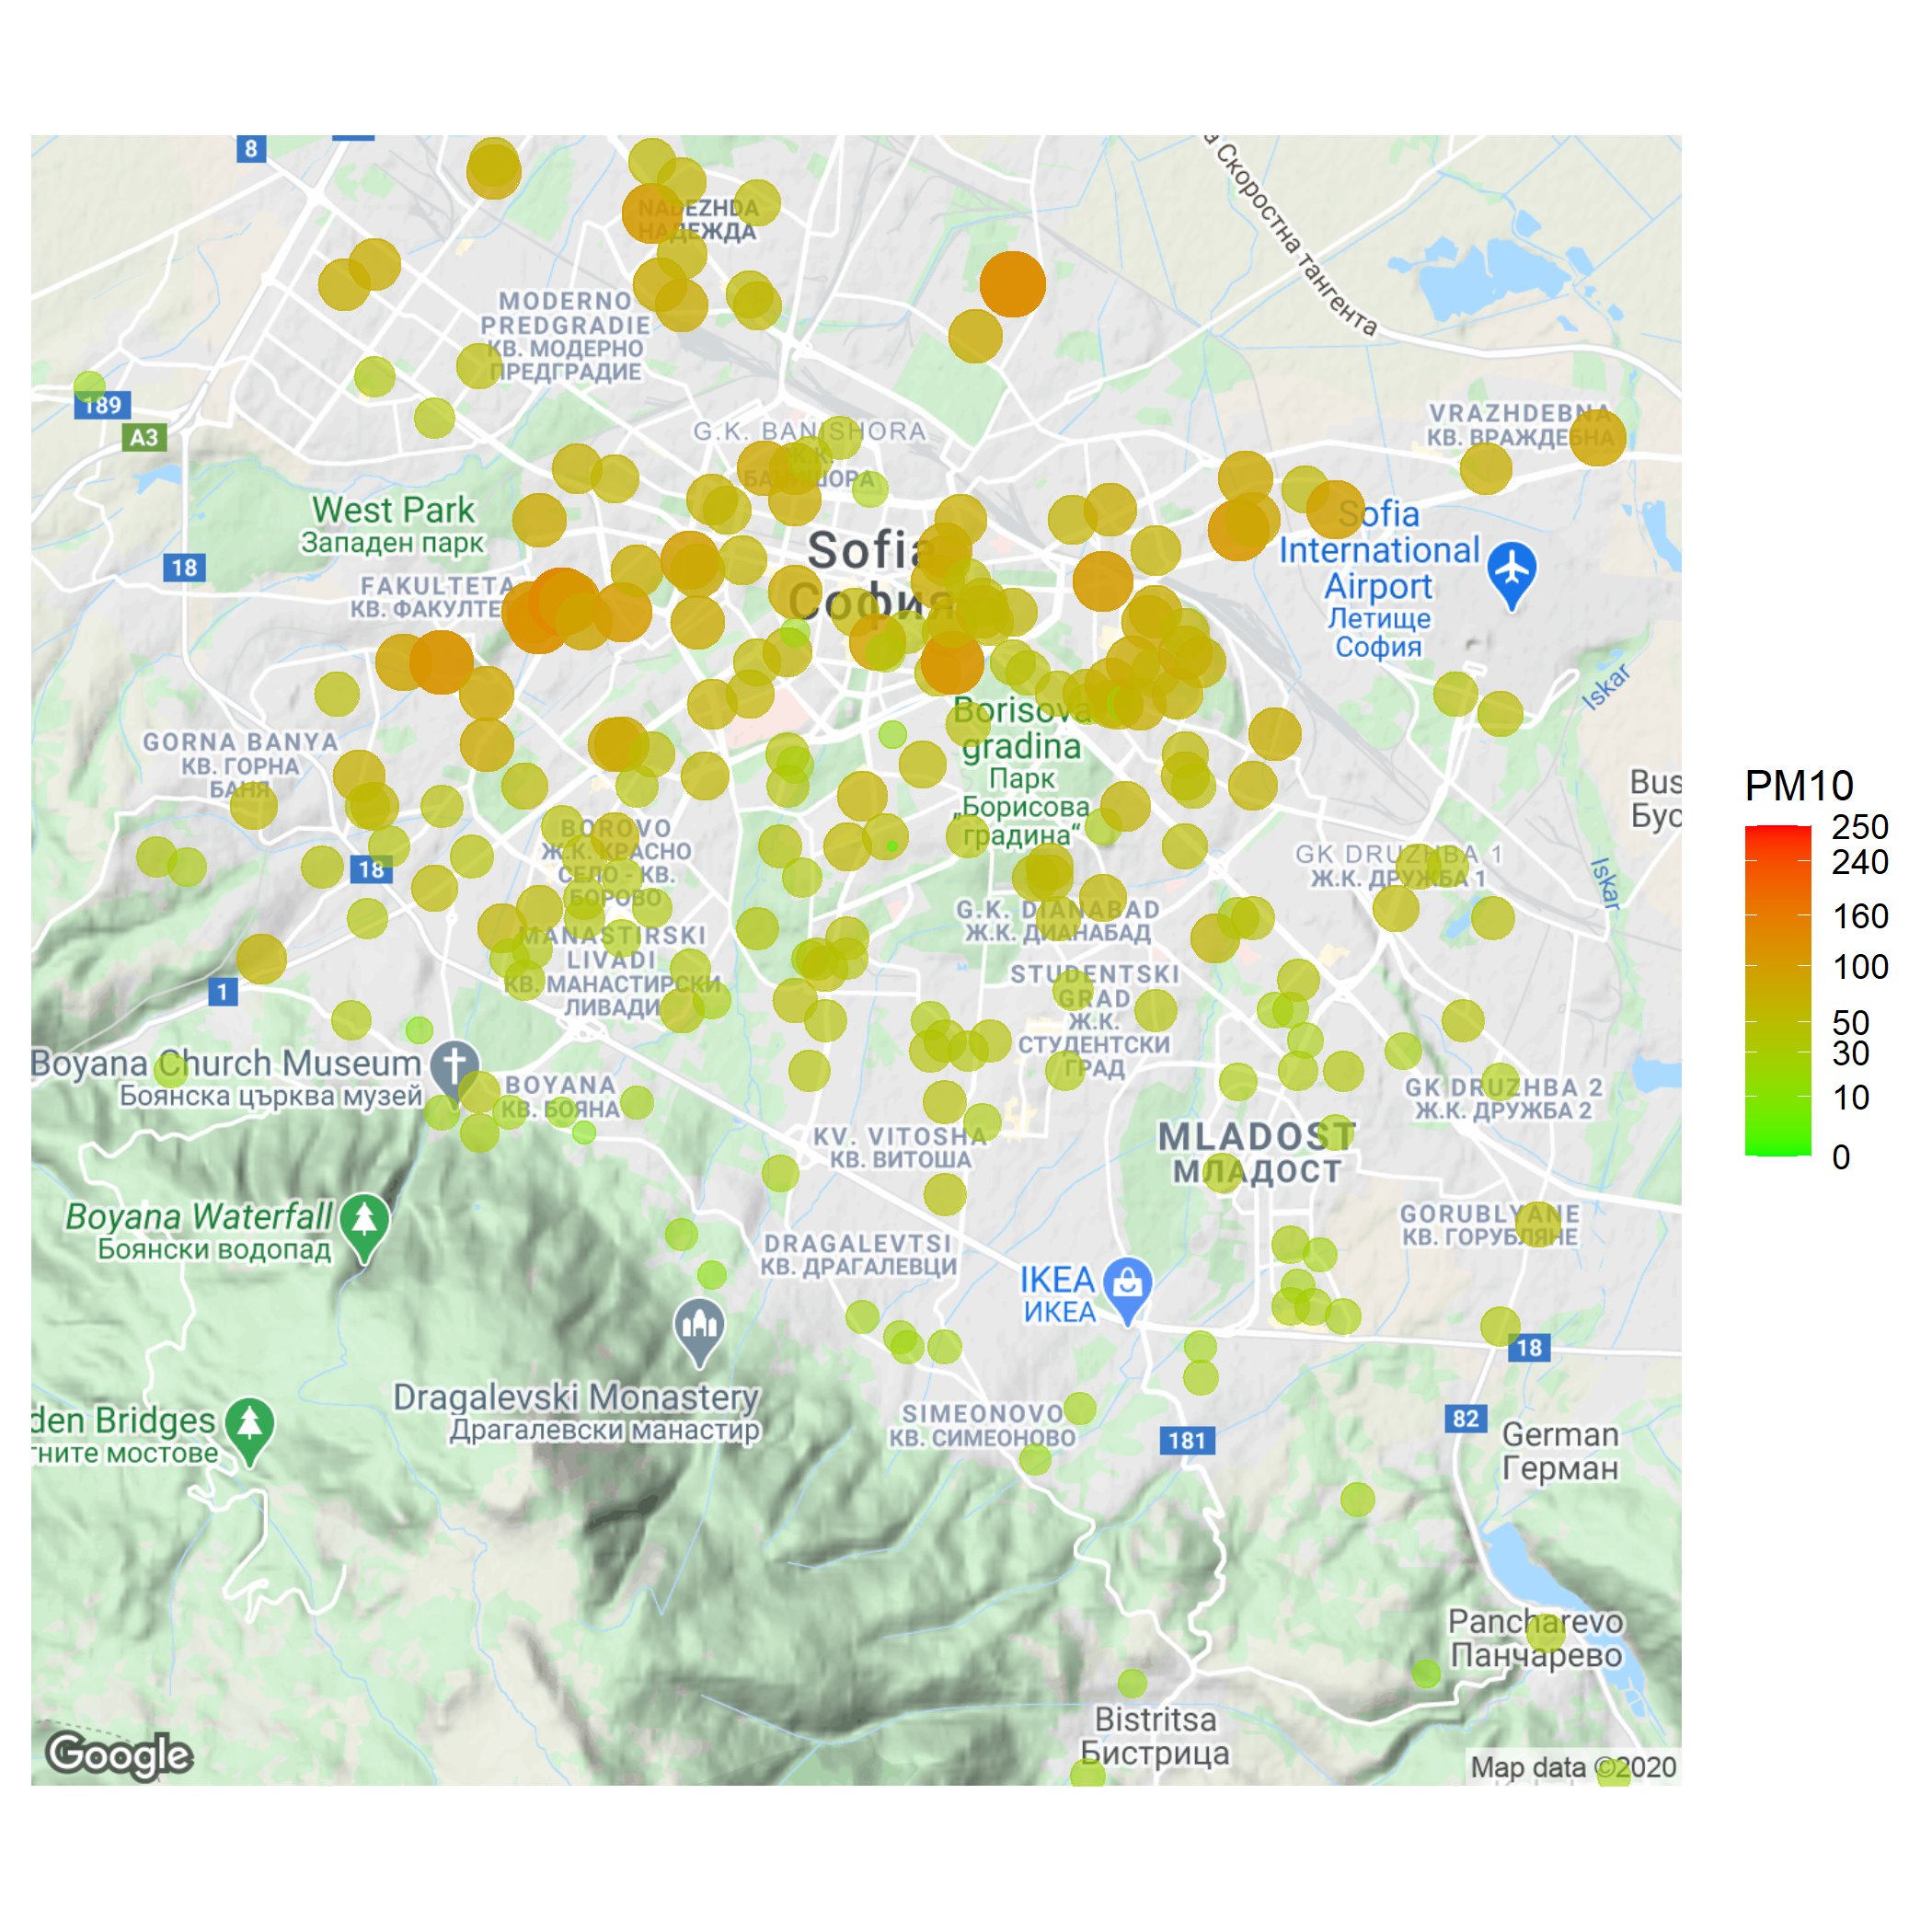 8
а Скоростна тангента
NADEZHDA
НАДЕЖДА
MODERNO
PREDGRADIE
КВ. МОДЕРНО
ПРЕДГРАДИЕ
189
A3
G.K. BANISHORA
Ж.К.
БАНИШОРА
VRAZHDEBNA
КВ. ВРАЖДЕБНА
West Park
Западен парк
Sofia
София
Sofia
International
Airport
Летище
София
18
FAKULTETA
КВ. ФАКУЛТЕ
Iskar
Borisova
gradina
Парк
„Борисова
градина“
GORNA BANYA
КВ. ГОРНА
БАНЯ
Bus
Бус
PM10
250
240
160
100
50
30
10
0
BOROVO
Ж.К. КРАСНО
СЕЛО - КВ.
БОРОВО
18
GK DRUZHBA 1
Ж.К. ДРУЖБА 1
Iskar
G.K. DIANABAD
Ж.К. ДИАНАБАД
MANASTIRSKI
LIVADI
КВ. МАНАСТИРСКИ
ЛИВАДИ
1
STUDENTSKI
GRAD
Ж.К.
СТУДЕНТСКИ
ГРАД
Boyana Church Museum
Боянска църква музей
BOYANA
КВ. БОЯНА
GK DRUZHBA 2
Ж.К. ДРУЖБА 2
KV. VITOSHA
КВ. ВИТОША
MLADOST
МЛАДОСТ
Boyana Waterfall
Боянски водопад
GORUBLYANE
КВ. ГОРУБЛЯНЕ
DRAGALEVTSI
КВ. ДРАГАЛЕВЦИ
IKEA
ИКЕА
18
Dragalevski Monastery
Драгалевски манастир
den Bridges
тните мостове
SIMEONOVO
КВ. СИМЕОНОВО
181
82
German
Герман
Pancharevo
Панчарево
Bistritsa
Бистрица
Google
Map data ©2020